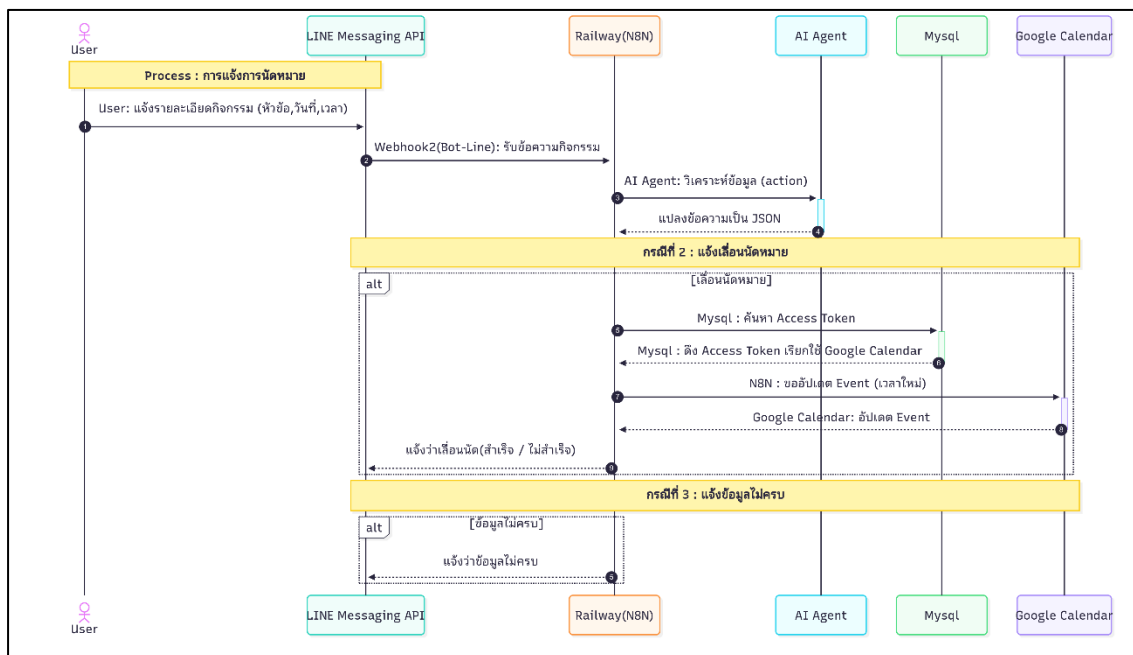 User
LINE Messaging API
Railway(N8N)
AI Agent
Mysql
Google Calendar
Process : การแจ้งการนัดหมาย
User: แจ้งรายละเอียดกิจกรรม (หัวข้อ,วันที่,เวลา)
1
Webhook2(Bot-Line): รับข้อความกิจกรรม
2
AI Agent: วิเคราะห์ข้อมูล (action)
3
แปลงข้อความเป็น JSON
4
กรณีที่ 2 : แจ้งเลื่อนนัดหมาย
alt
[เลื่อนนัดหมาย]
Mysql : ค้นหา Access Token
5
Mysql : ดึง Access Token เรียกใช้ Google Calendar
6
N8N : ขออัปเดต Event (เวลาใหม่)
7
Google Calendar: อัปเดต Event
8
แจ้งว่าเลื่อนนัด(สำเร็จ / ไม่สำเร็จ)
9
กรณีที่ 3 : แจ้งข้อมูลไม่ครบ
alt
[ข้อมูลไม่ครบ]
แจ้งว่าข้อมูลไม่ครบ
5
User
LINE Messaging API
Railway(N8N)
AI Agent
Mysql
Google Calendar